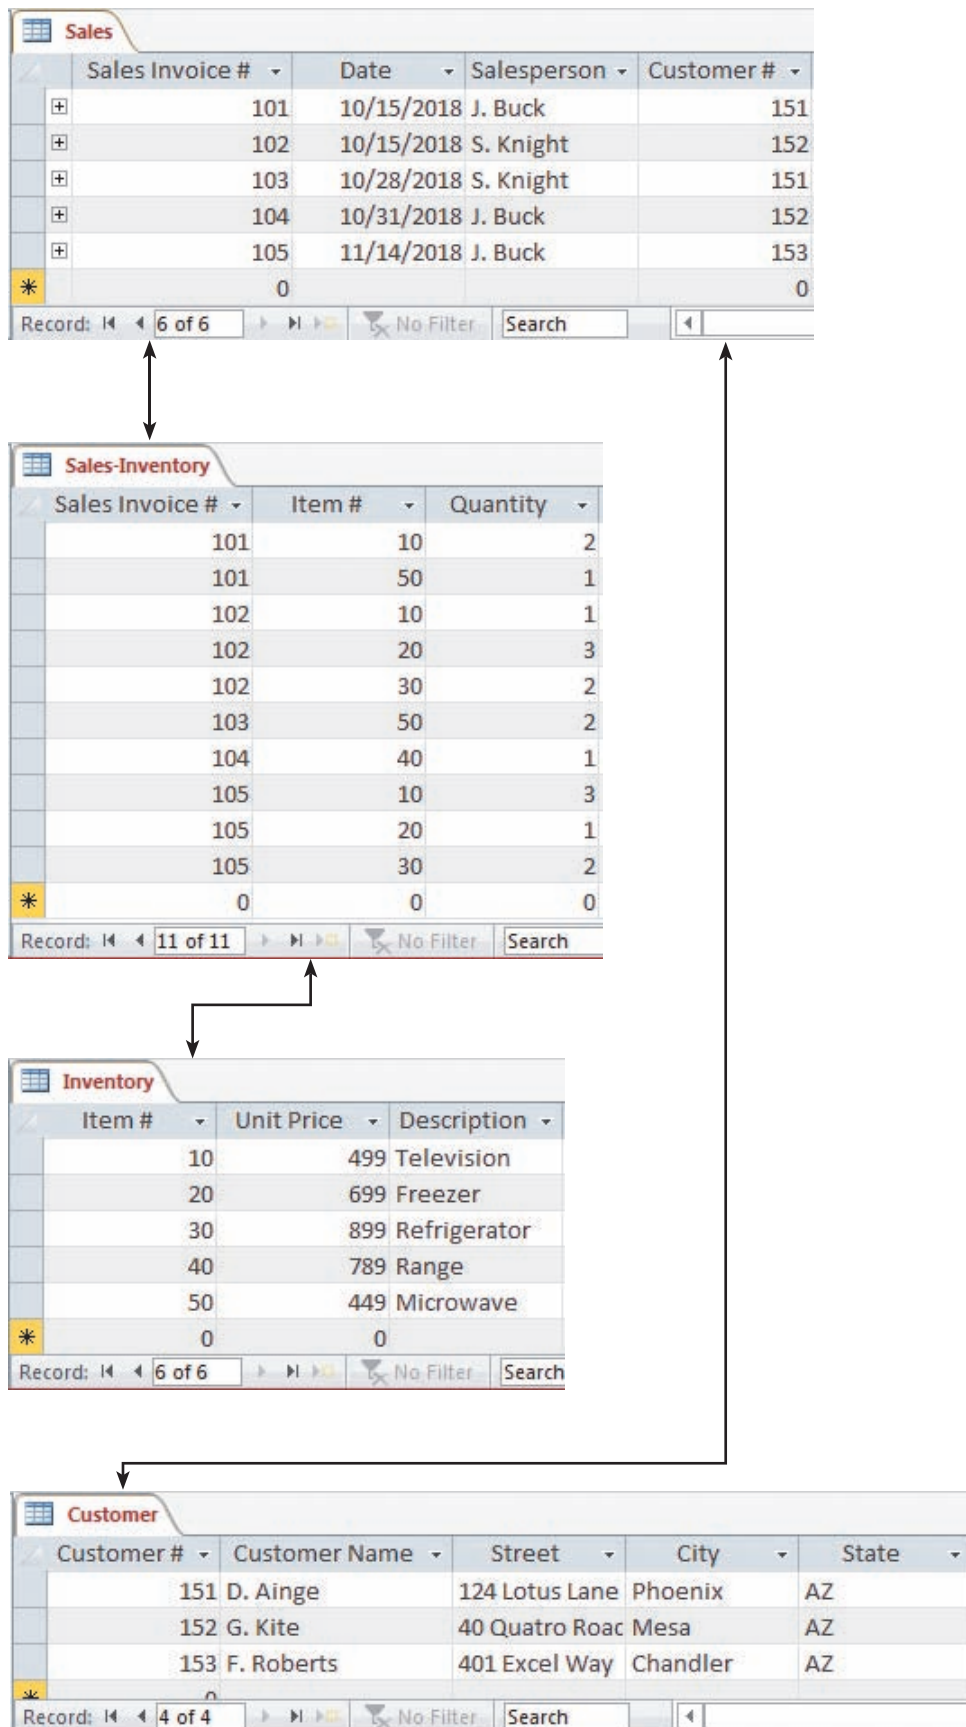 Sales
Sales Invoice # Date Salesperson Customer #
101 10/15/2018 J. Buck 151
102 10/15/2018 S. Knight 152
103 10/28/2018 S. Knight 151
104 10/31/2018 J. Buck 152
105 11/14/2018 J. Buck 153
0 0
Record: 6 of 6 No Filter Search
Sales-Inventory
Sales Invoice # Item # Quantity
101 10 2
101 50 1
102 10 1
102 20 3
102 30 2
103 50 2
104 40 1
105 10 3
105 20 1
105 30 2
0 0 0
Record: 11 of 11 No Filter Search
Inventory
Item # Unit Price Description
10 499 Television
20 699 Freezer
30 899 Refrigerator
40 789 Range
50 449 Microwave
0 0
Record: 6 of 6 No Filter Search
Customer
Customer # Customer Name Street City State
151 D. Ainge 124 Lotus Lane Phoenix AZ
152 G. Kite 40 Quatro Roac Mesa AZ
153 F. Roberts 401 Excel Way Chandler AZ
0
Record: 4 of 4 No Filter Search